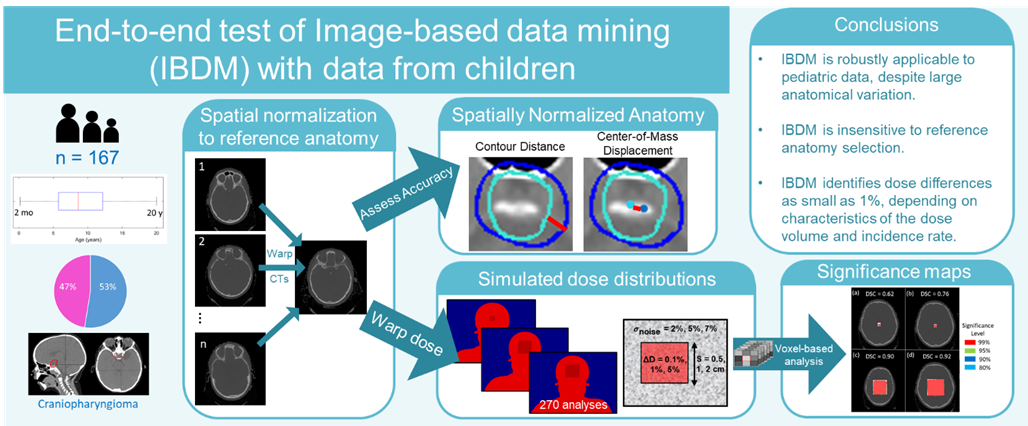 End-to-end test of Image-based data mining
(IBDM) with data from children
n = 167
2 mo
20 y
0
5
10
15
20
Age (years)
47%
53%
Craniopharyngioma
Spatial normalization
to reference anatomy
1
2
⋮
n
Warp
CTs
Assess Accuracy
Warp dose
Spatially Normalized Anatomy
Contour Distance
Center-of-Mass
Displacement
Simulated dose distributions
270 analyses
σnoise = 2%, 5%, 7%
ΔD = 0.1%,
1%, 5%
S = 0.5,
1, 2 cm
Voxel-based
analysis
Conclusions
• IBDM is robustly applicable to
pediatric data, despite large
anatomical variation.
• IBDM is insensitive to reference
anatomy selection.
• IBDM identifies dose differences
as small as 1%, depending on
characteristics of the dose
volume and incidence rate.
Significance maps
(a) DSC = 0.62
(b) DSC = 0.76
(c) DSC = 0.90
(d) DSC = 0.92
Significance
Level
99%
95%
90%
80%